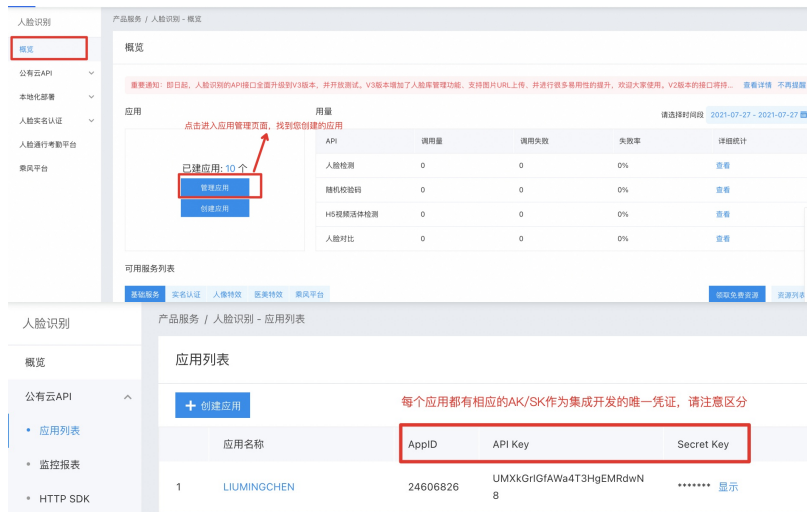 人脸识别
产品服务 / 人脸识别 - 概览
概览
概览
公有云API
本地化部署
人脸实名认证
人脸通行考勤平台
乘风平台
重要通知：即日起，人脸识别的API接口全面升级到V3版本，并开放测试。V3版本增加了人脸库管理功能、支持图片URL上传、并进行很多易用性的提升，欢迎大家使用。V2版本的接口将持... 查看详情 不再提醒
应用
点击进入应用管理页面，找到您创建的应用
已建应用: 10 个
管理应用
创建应用
用量
请选择时间段 2021-07-27 - 2021-07-27
API 调用量 调用失败 失败率 详细统计
人脸检测 0 0 0% 查看
随机校验码 0 0 0% 查看
H5视频活体检测 0 0 0% 查看
人脸对比 0 0 0% 查看
可用服务列表
基础服务 实名认证 人像特效 医美特效 乘风平台 领取免费资源 资源列表
人脸识别
产品服务 / 人脸识别 - 应用列表
概览
公有云API
• 应用列表
• 监控报表
• HTTP SDK
应用列表
+ 创建应用
每个应用都有相应的AK/SK作为集成开发的唯一凭证，请注意区分
应用名称 AppID API Key Secret Key
1 LIUMINGCHEN 24606826 UMXkGrIGfAWa4T3HgEMRdwN
8
******* 显示